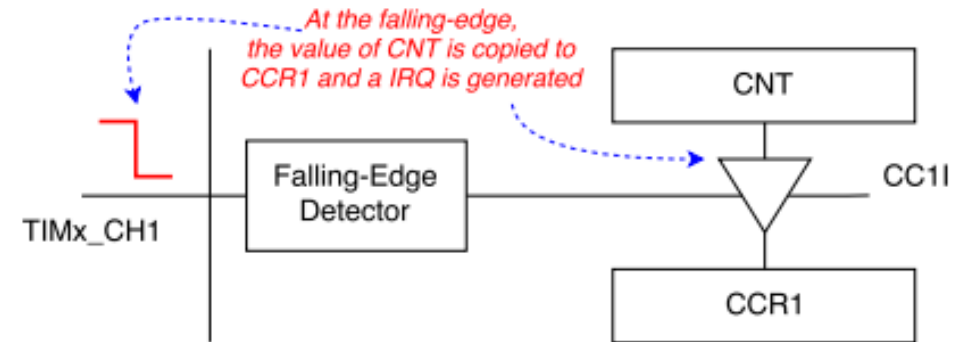 At the falling-edge,
the value of CNT is copied to
CCR1 and a IRQ is generated
CNT
Falling-Edge
Detector
CC1I
TIMx_CH1
CCR1